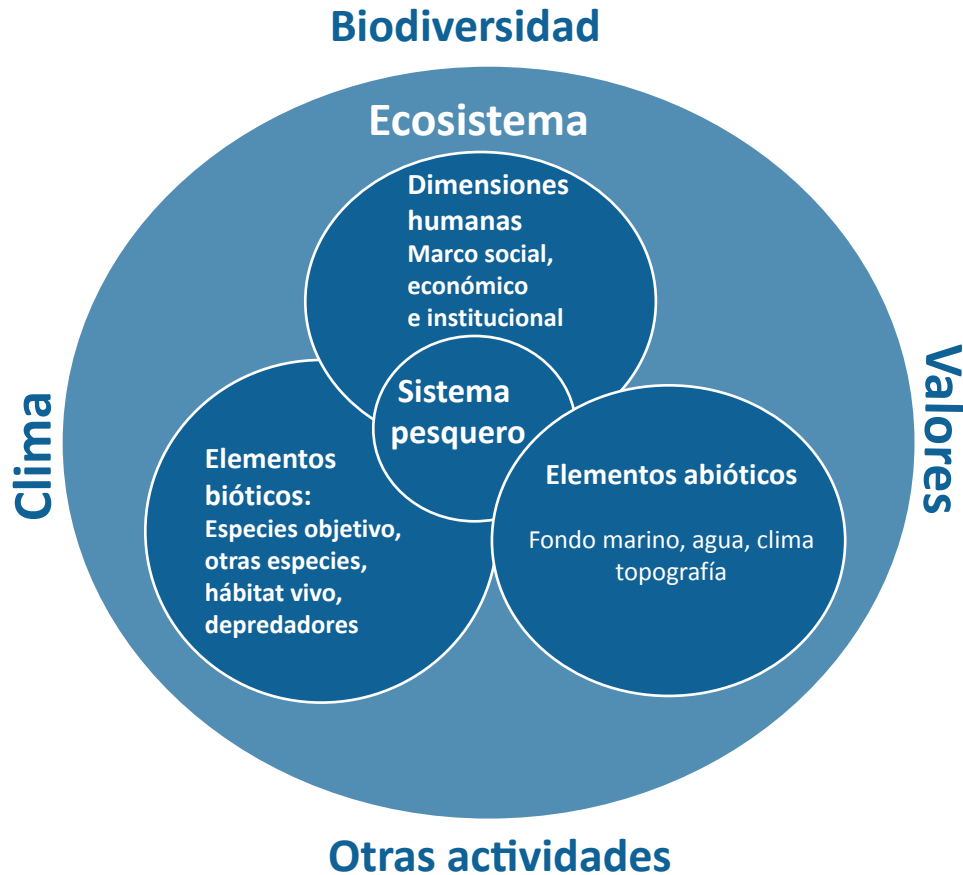 Biodiversidad
Ecosistema
Dimensiones
humanas
Marco social,
económico
e institucional
Sistema
pesquero
Elementos
bióticos:
Especies objetivo,
otras especies,
hábitat vivo,
depredadores
Elementos abióticos
Fondo marino, agua, clima
topografía
Clima
Valores
Otras actividades